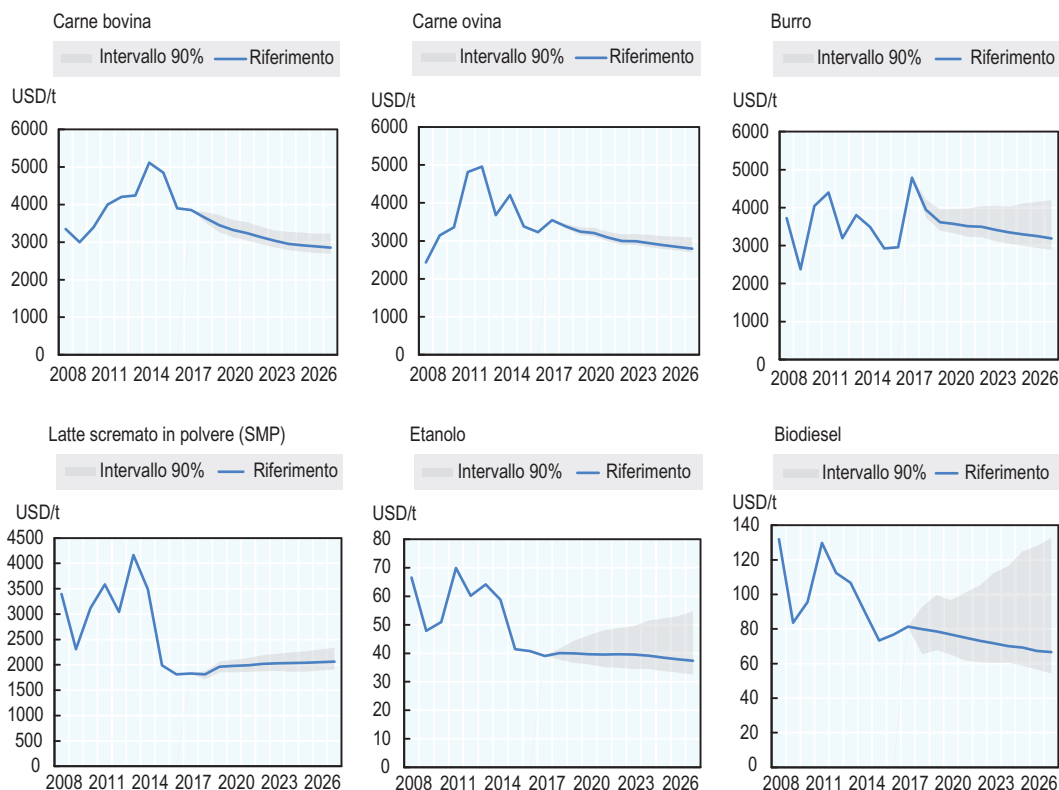 Carne bovina
Intervallo 90% Riferimento
USD/t
6000
5000
4000
3000
2000
1000
0
2008 2011 2014 2017 2020 2023 2026
Carne ovina
Intervallo 90% Riferimento
USD/t
6000
5000
4000
3000
2000
1000
0
2008 2011 2014 2017 2020 2023 2026
Burro
Intervallo 90% Riferimento
USD/t
6000
5000
4000
3000
2000
1000
0
2008 2011 2014 2017 2020 2023 2026
Latte scremato in polvere (SMP)
Intervallo 90% Riferimento
USD/t
4500
4000
3500
3000
2500
2000
1500
1000
500
0
2008 2011 2014 2017 2020 2023 2026
Etanolo
Intervallo 90% Riferimento
USD/t
80
70
60
50
40
30
20
10
0
2008 2011 2014 2017 2020 2023 2026
Biodiesel
Intervallo 90% Riferimento
USD/t
140
120
100
80
60
40
20
0
2008 2011 2014 2017 2020 2023 2026